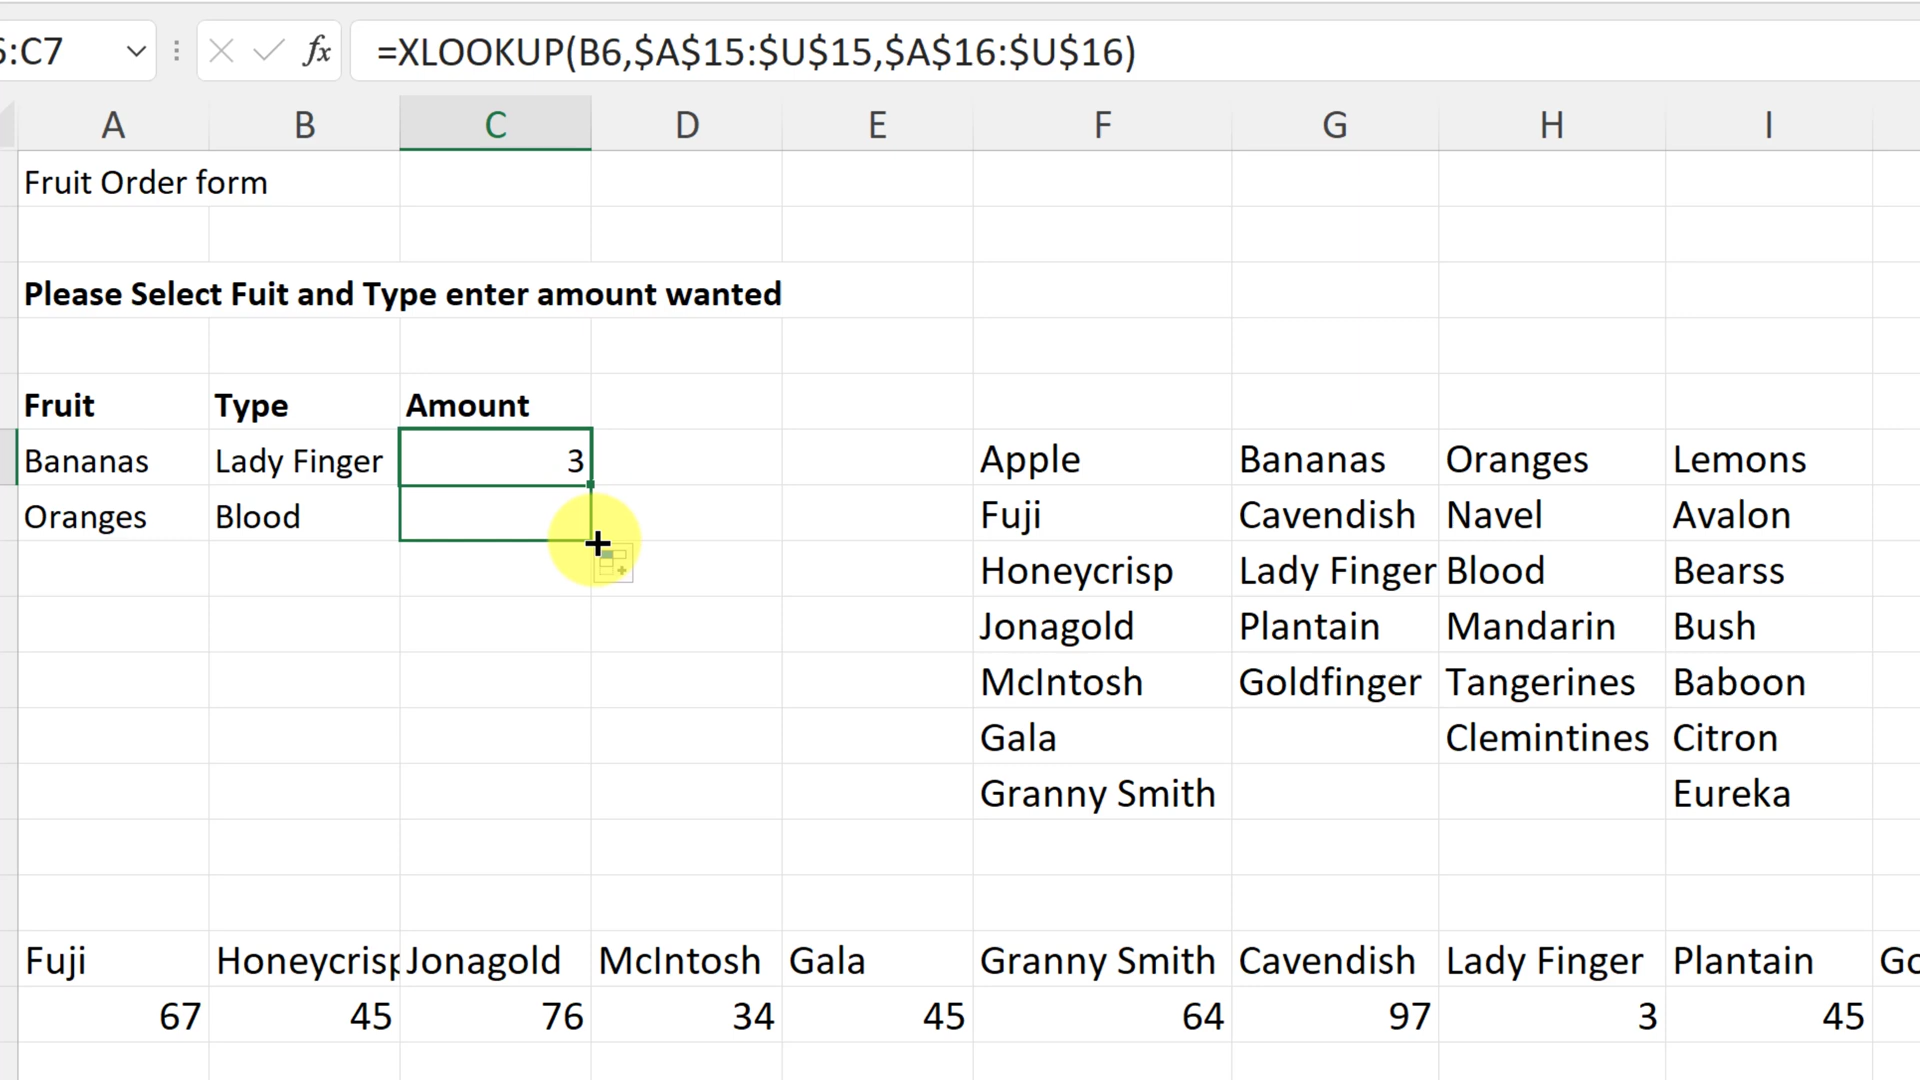 5:C7 fx =XLOOKUP(B6,$A$15:$U$15,$A$16:$U$16)
A B C D E F G H I
Fruit Order form
Please Select Fuit and Type enter amount wanted
Fruit Type Amount
Bananas Lady Finger 3 Apple Bananas Oranges Lemons
Oranges Blood Fuji Cavendish Navel Avalon
Honeycrisp Lady Finger Blood Bearss
Jonagold Plantain Mandarin Bush
McIntosh Goldfinger Tangerines Baboon
Gala Clemintines Citron
Granny Smith Eureka
Fuji Honeycrisp Jonagold McIntosh Gala Granny Smith Cavendish Lady Finger Plantain Go
67 45 76 34 45 64 97 3 45